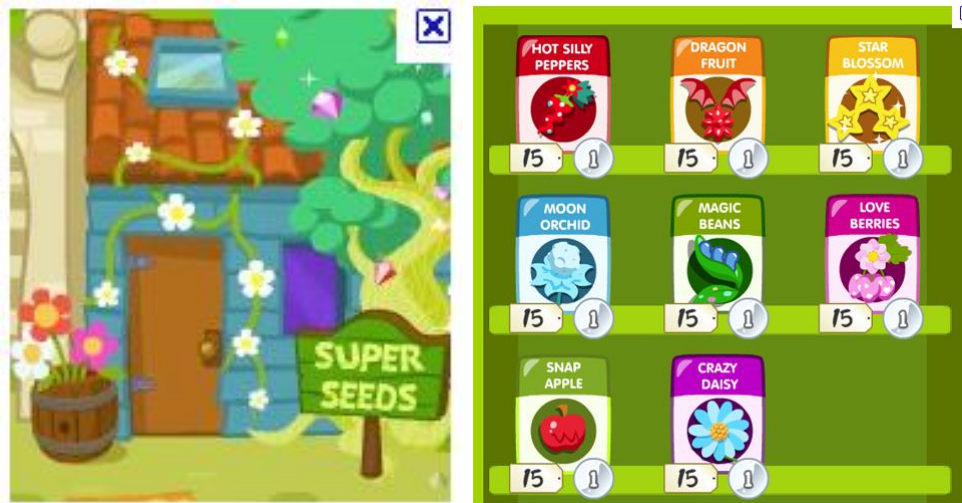 SUPER
SEEDS
HOT SILLY
PEPPERS
DRAGON
FRUIT
STAR
BLOSSOM
15 1 15 1 15 1
MOON
ORCHID
MAGIC
BEANS
LOVE
BERRIES
15 1 15 1 15 1
SNAP
APPLE
CRAZY
DAISY
15 1 15 1